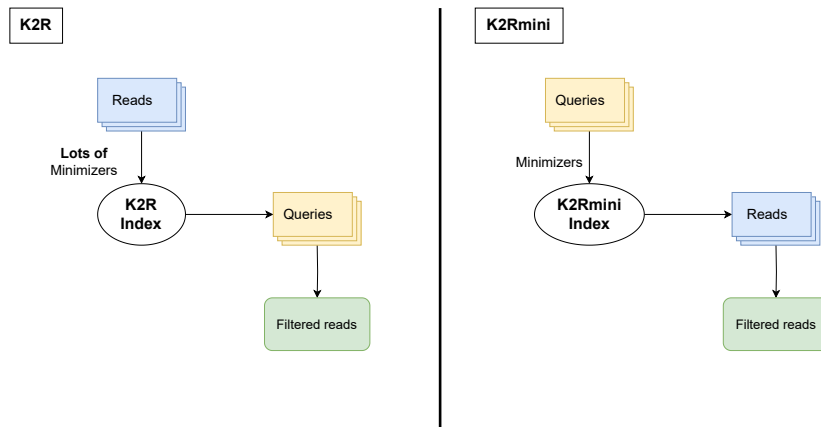 K2R
Reads
Lots of
Minimizers
K2R
Index
Queries
Filtered reads
K2Rmini
Queries
Minimizers
K2Rmini
Index
Reads
Filtered reads